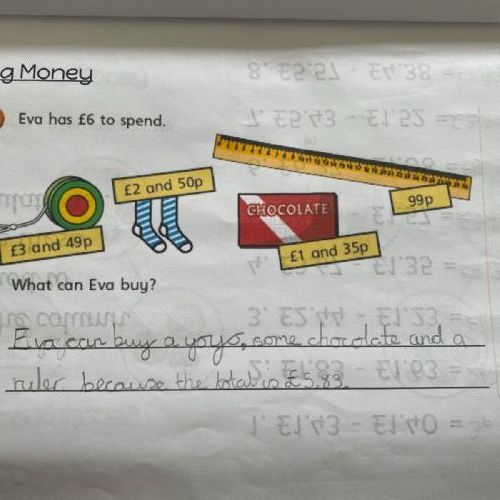 g Money
Eva has £6 to spend.
£3 and 49p
£2 and 50p
CHOCOLATE
£1 and 35p
99p
What can Eva buy?
Eva can buy a yoyo, some chocolate and a
ruler because the total is £5.83.